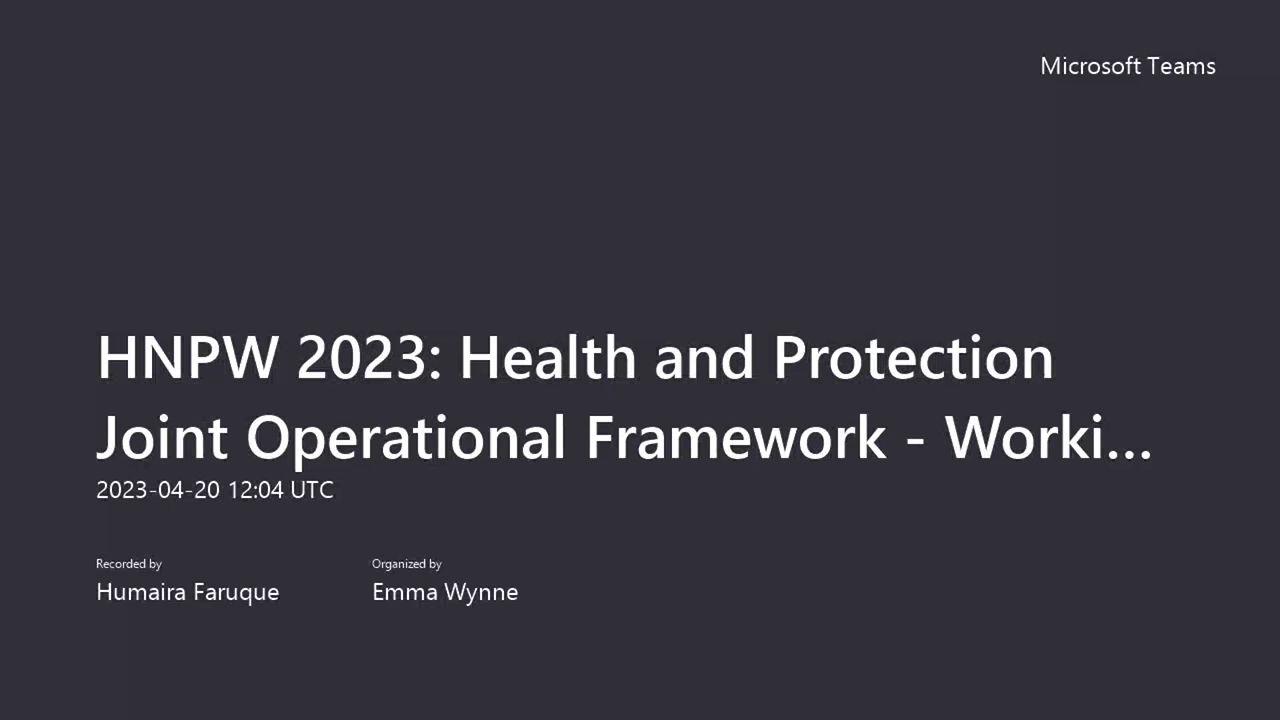 Microsoft Teams
HNPW 2023: Health and Protection
Joint Operational Framework - Worki...
2023-04-20 12:04 UTC
Recorded by
Organized by
Humaira Faruque
Emma Wynne